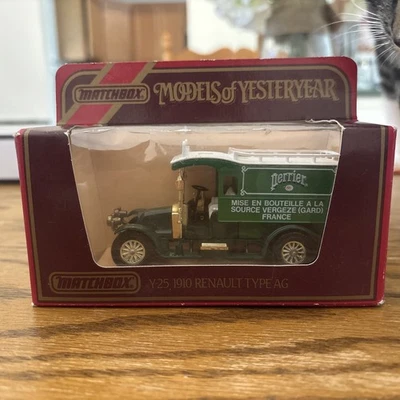 MATCHBOX
MODELS of YESTERYEAR
Perrier
MISE EN BOUTEILLE A LA
SOURCE VERGEZE (GARD)
FRANCE
MATCHBOX
Y-25, 1910 RENAULT TYPE AG